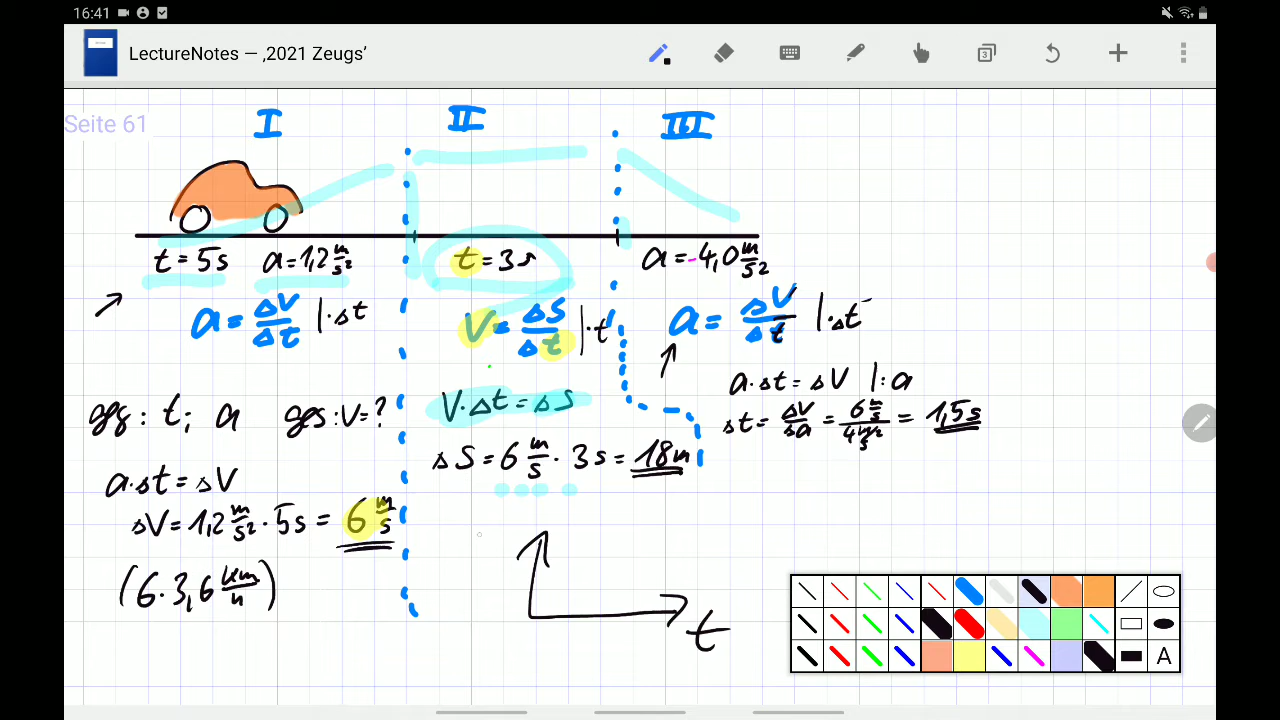 16:41
LectureNotes — ‚2021 Zeugs’
3
Seite 61
I II III
t = 5s a = 1,2 m/s² t = 3s a = -4,0 m/s²
a = ΔV/Δt |·Δt V = ΔS/Δt |·t a = ΔV/Δt |·Δt
geg: t; a ges: V=?
a·Δt = ΔV
ΔV = 1,2 m/s² · 5s = 6 m/s
(6·3,6 km/h)
V·Δt = ΔS
ΔS = 6 m/s · 3s = 18m
a·Δt = ΔV |:a
Δt = ΔV/Δa = 6 m/s / 4 m/s² = 1,5s
t
A